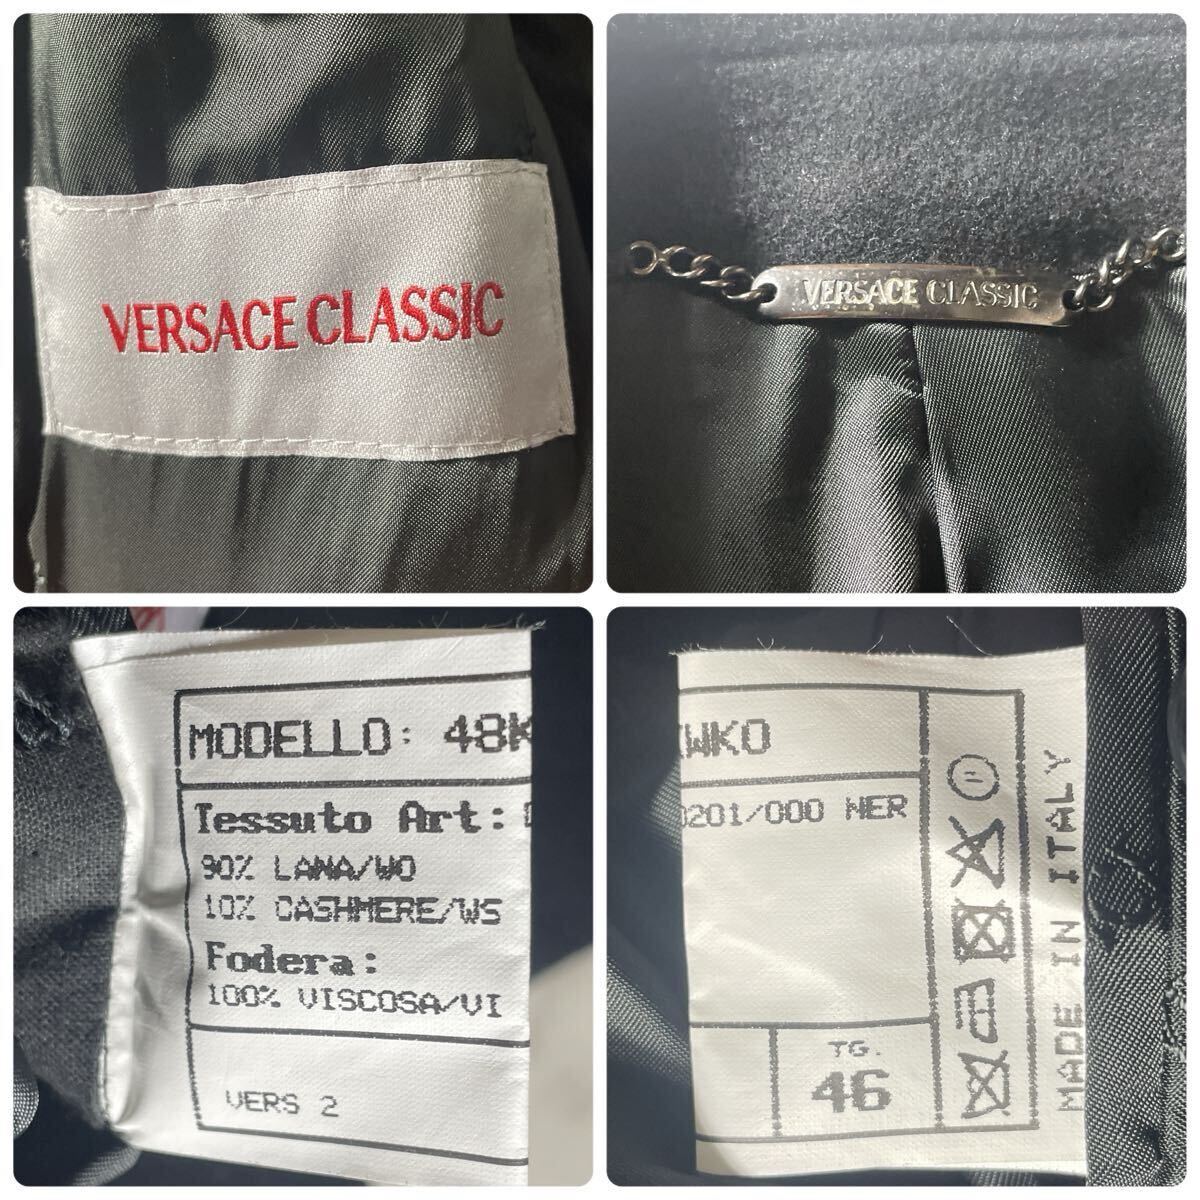 VERSACE CLASSIC
VERSACE CLASSIC
MODELLO: 48K
Tessuto Art:
90% LANA/WO
10% CASHMERE/WS
Fodera:
100% VISCOSA/VI
VERS 2
WKO
0201/000 NER
TG.
46
MADE IN ITALY